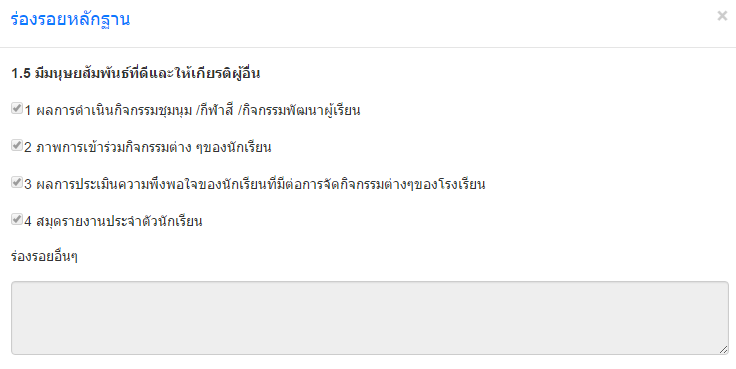 ร่องรอยหลักฐาน
×
1.5 มีมนุษยสัมพันธ์ที่ดีและให้เกียรติผู้อื่น
1 ผลการดำเนินกิจกรรมชุมนุม /กีฬาสี /กิจกรรมพัฒนาผู้เรียน
2 ภาพการเข้าร่วมกิจกรรมต่าง ๆของนักเรียน
3 ผลการประเมินความพึงพอใจของนักเรียนที่มีต่อการจัดกิจกรรมต่างๆของโรงเรียน
4 สมุดรายงานประจำตัวนักเรียน
ร่องรอยอื่นๆ